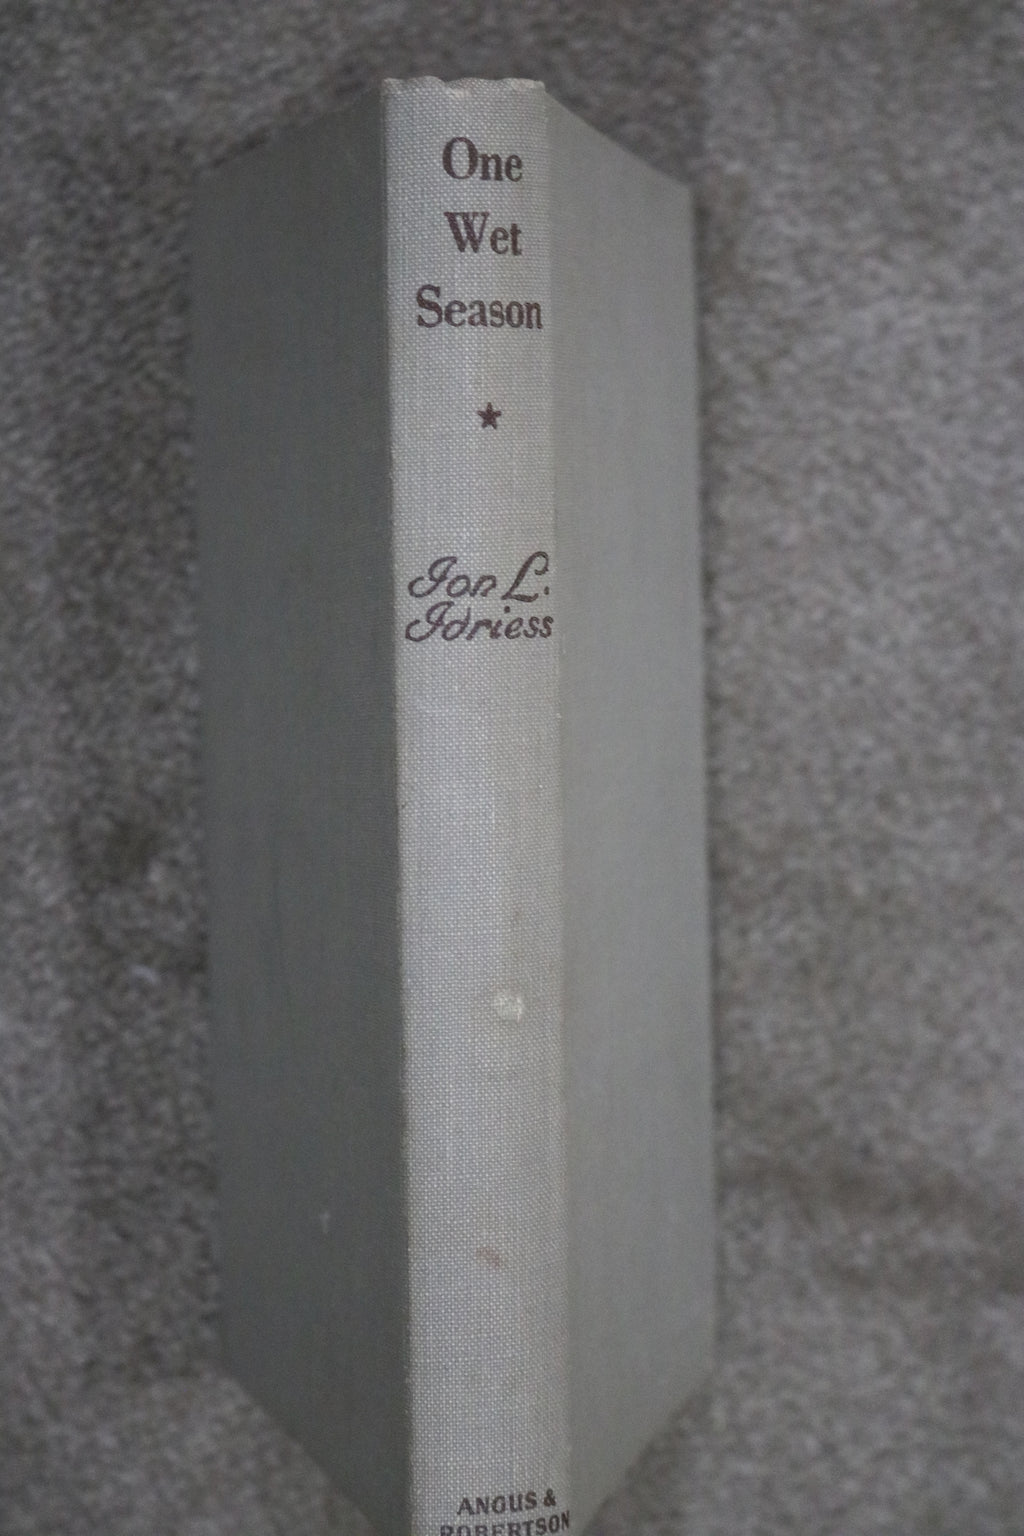 One
Wet
Season
Ion L.
Idriess
ANGUS &
ROBERTSON